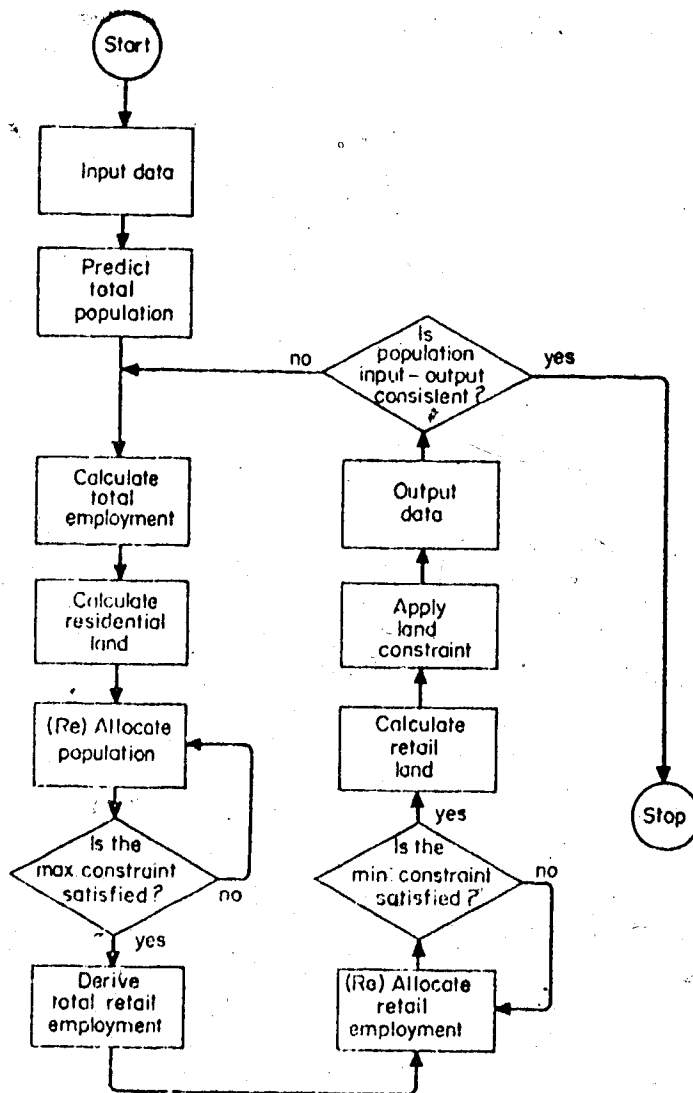 Start
Input data
Predict
total
population
Is
population
input-output
consistent?
no
yes
Calculate
total
employment
Calculate
residential
land
(Re) Allocate
population
Is the
max. constraint
satisfied?
no
yes
Derive
total retail
employment
Output
data
Apply
land
constraint
Calculate
retail
land
yes
Is the
min. constraint
satisfied?
no
(Re) Allocate
retail
employment
Stop